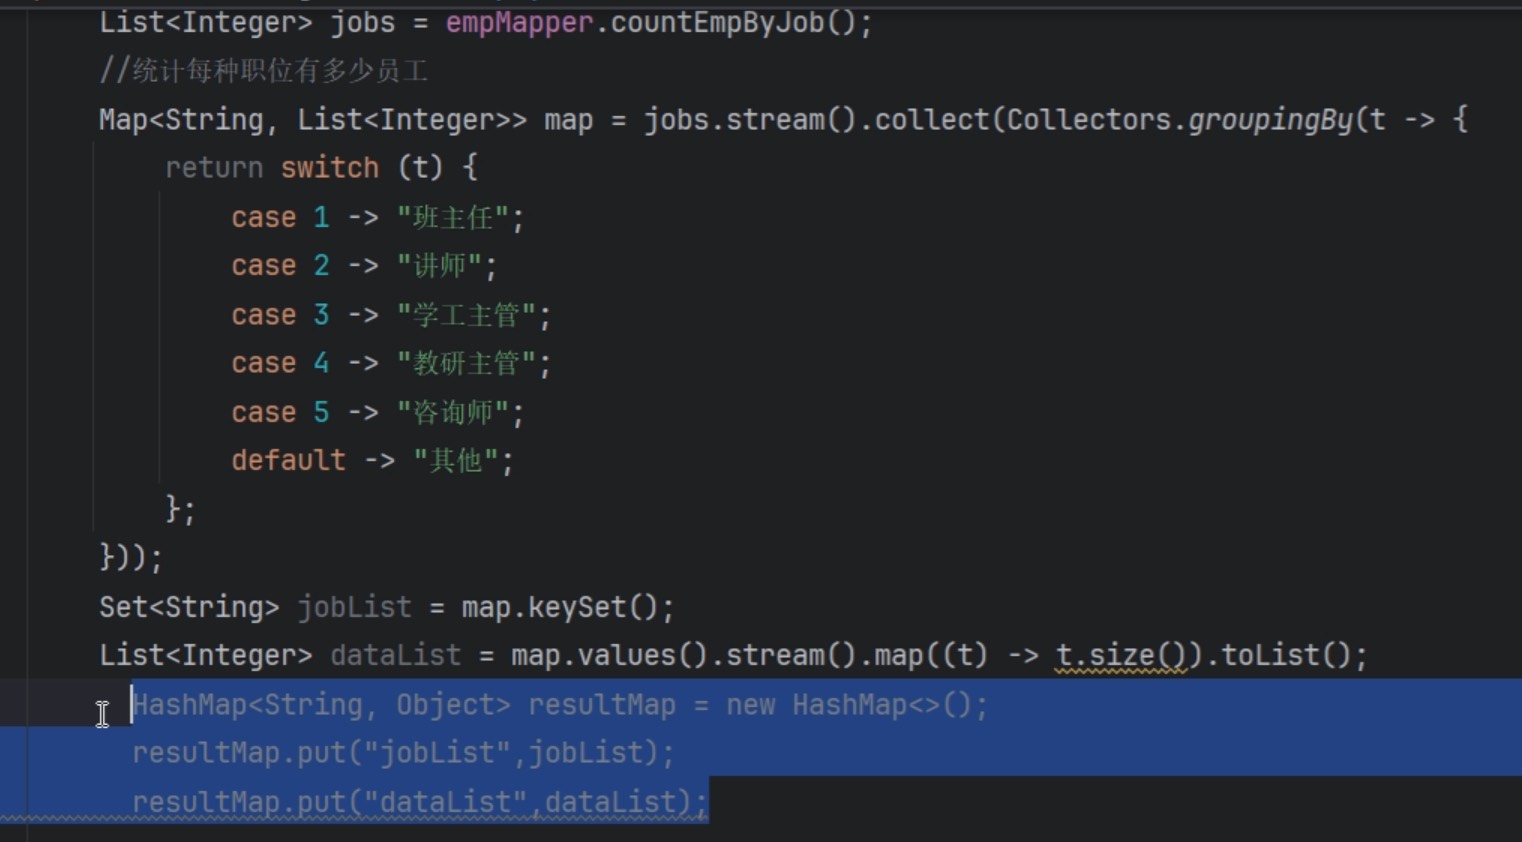 List<Integer> jobs = empMapper.countEmpByJob();
//统计每种职位有多少员工
Map<String, List<Integer>> map = jobs.stream().collect(Collectors.groupingBy(t -> {
return switch (t) {
case 1 -> "班主任";
case 2 -> "讲师";
case 3 -> "学工主管";
case 4 -> "教研主管";
case 5 -> "咨询师";
default -> "其他";
};
}));
Set<String> jobList = map.keySet();
List<Integer> dataList = map.values().stream().map((t) -> t.size()).toList();
HashMap<String, Object> resultMap = new HashMap<>();
resultMap.put("jobList",jobList);
resultMap.put("dataList",dataList);